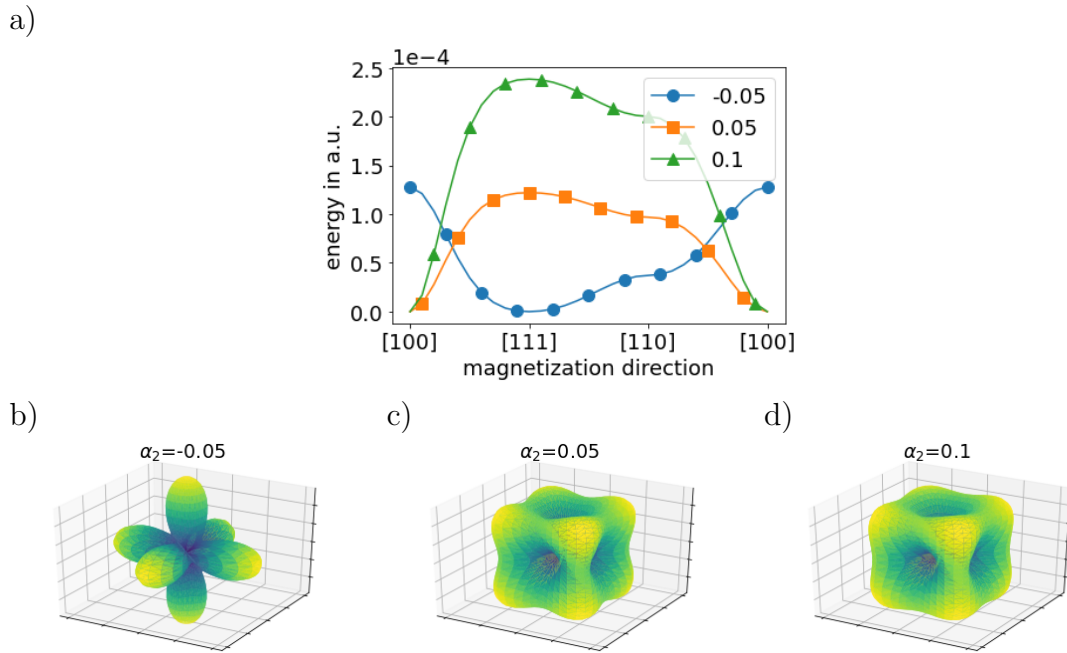 a)
1e−4
2.5
2.0
1.5
1.0
0.5
0.0
energy in a.u.
-0.05
0.05
0.1
[100] [111] [110] [100]
magnetization direction
b) c) d)
α₂=-0.05 α₂=0.05 α₂=0.1